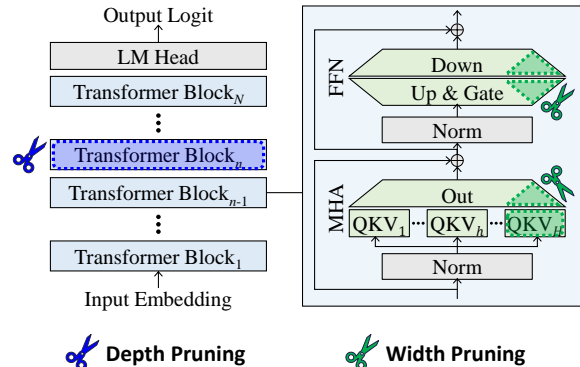 Output Logit
LM Head
Transformer Block_N
Transformer Block_n
Transformer Block_n-1
Transformer Block_1
Input Embedding
FFN
Down
Up & Gate
Norm
MHA
Out
QKV_1 ··· QKV_h ··· QKV_H
Norm
Depth Pruning
Width Pruning